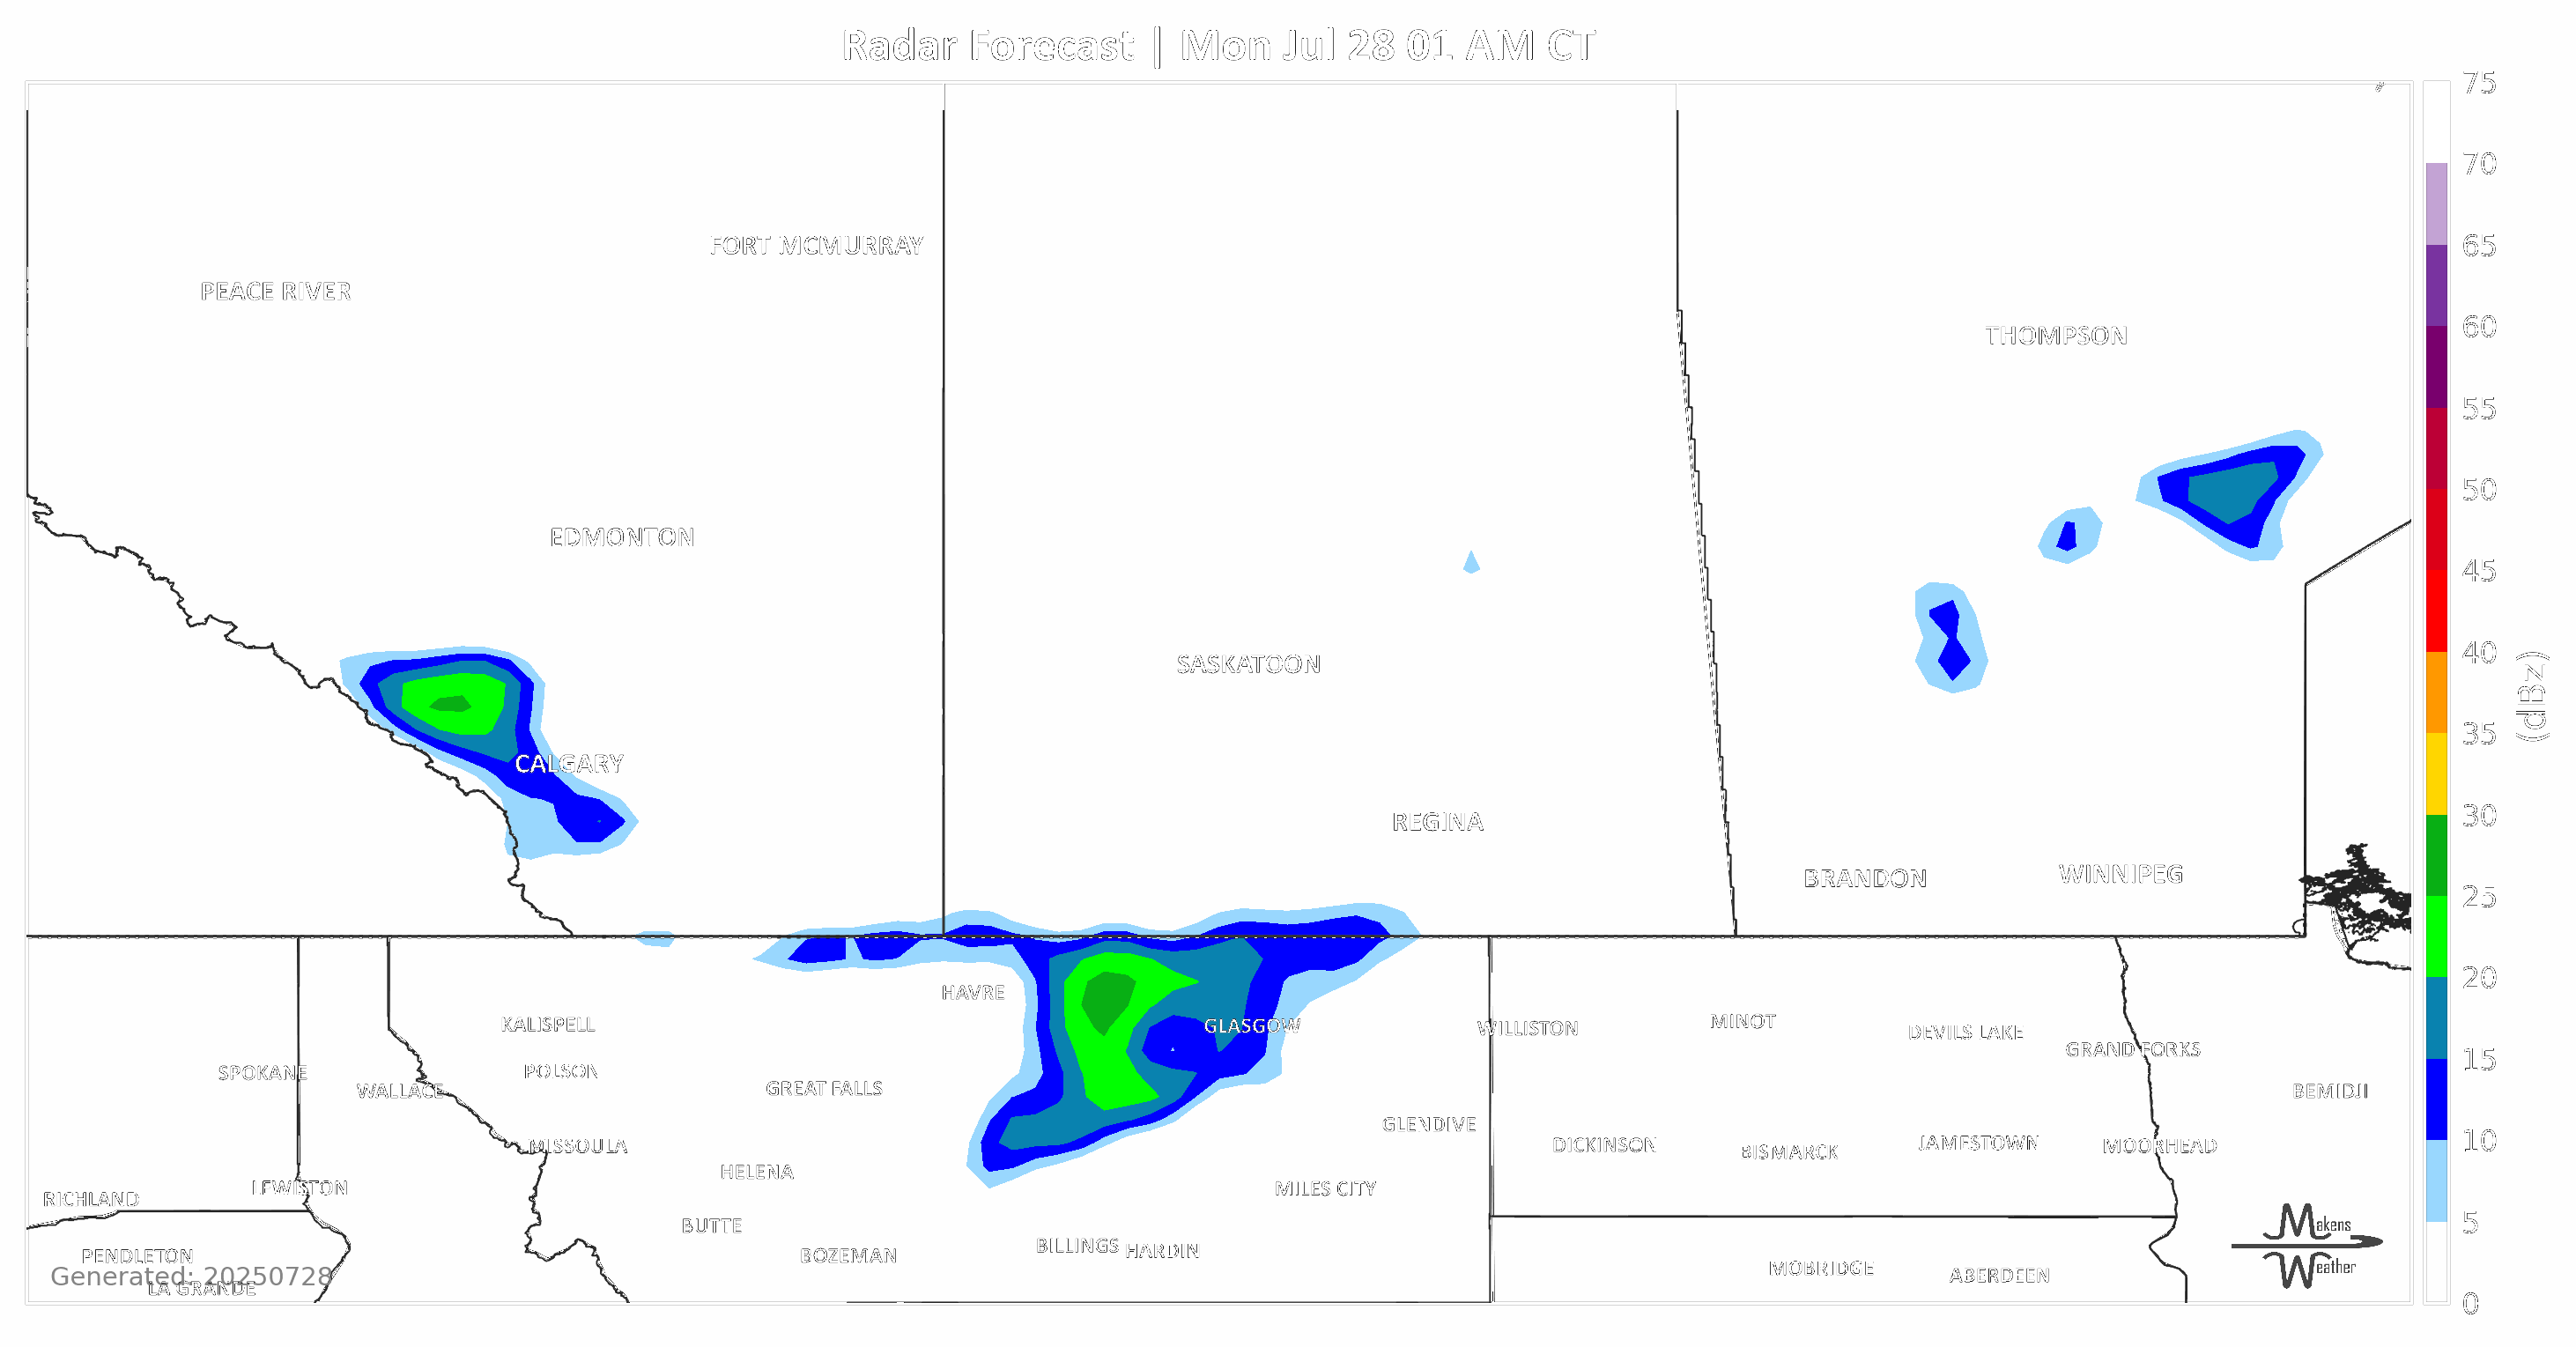 Radar Forecast | Mon Jul 28 01 AM CT
75
70
65
60
55
50
45
40
35
30
25
20
15
10
5
0
(dBz)
FORT MCMURRAY
PEACE RIVER
THOMPSON
EDMONTON
SASKATOON
CALGARY
REGINA
BRANDON
WINNIPEG
HAVRE
KALISPELL
GLASGOW
WILLISTON
MINOT
DEVILS LAKE
GRAND FORKS
SPOKANE
POLSON
WALLACE
GREAT FALLS
BEMIDJI
GLENDIVE
MISSOULA
DICKINSON
BISMARCK
JAMESTOWN
MOORHEAD
HELENA
LEWISTON
MILES CITY
RICHLAND
BUTTE
BILLINGS
HARDIN
BOZEMAN
PENDLETON
MOBRIDGE
ABERDEEN
Generated: 20250728
LA GRANDE
Makens
Weather